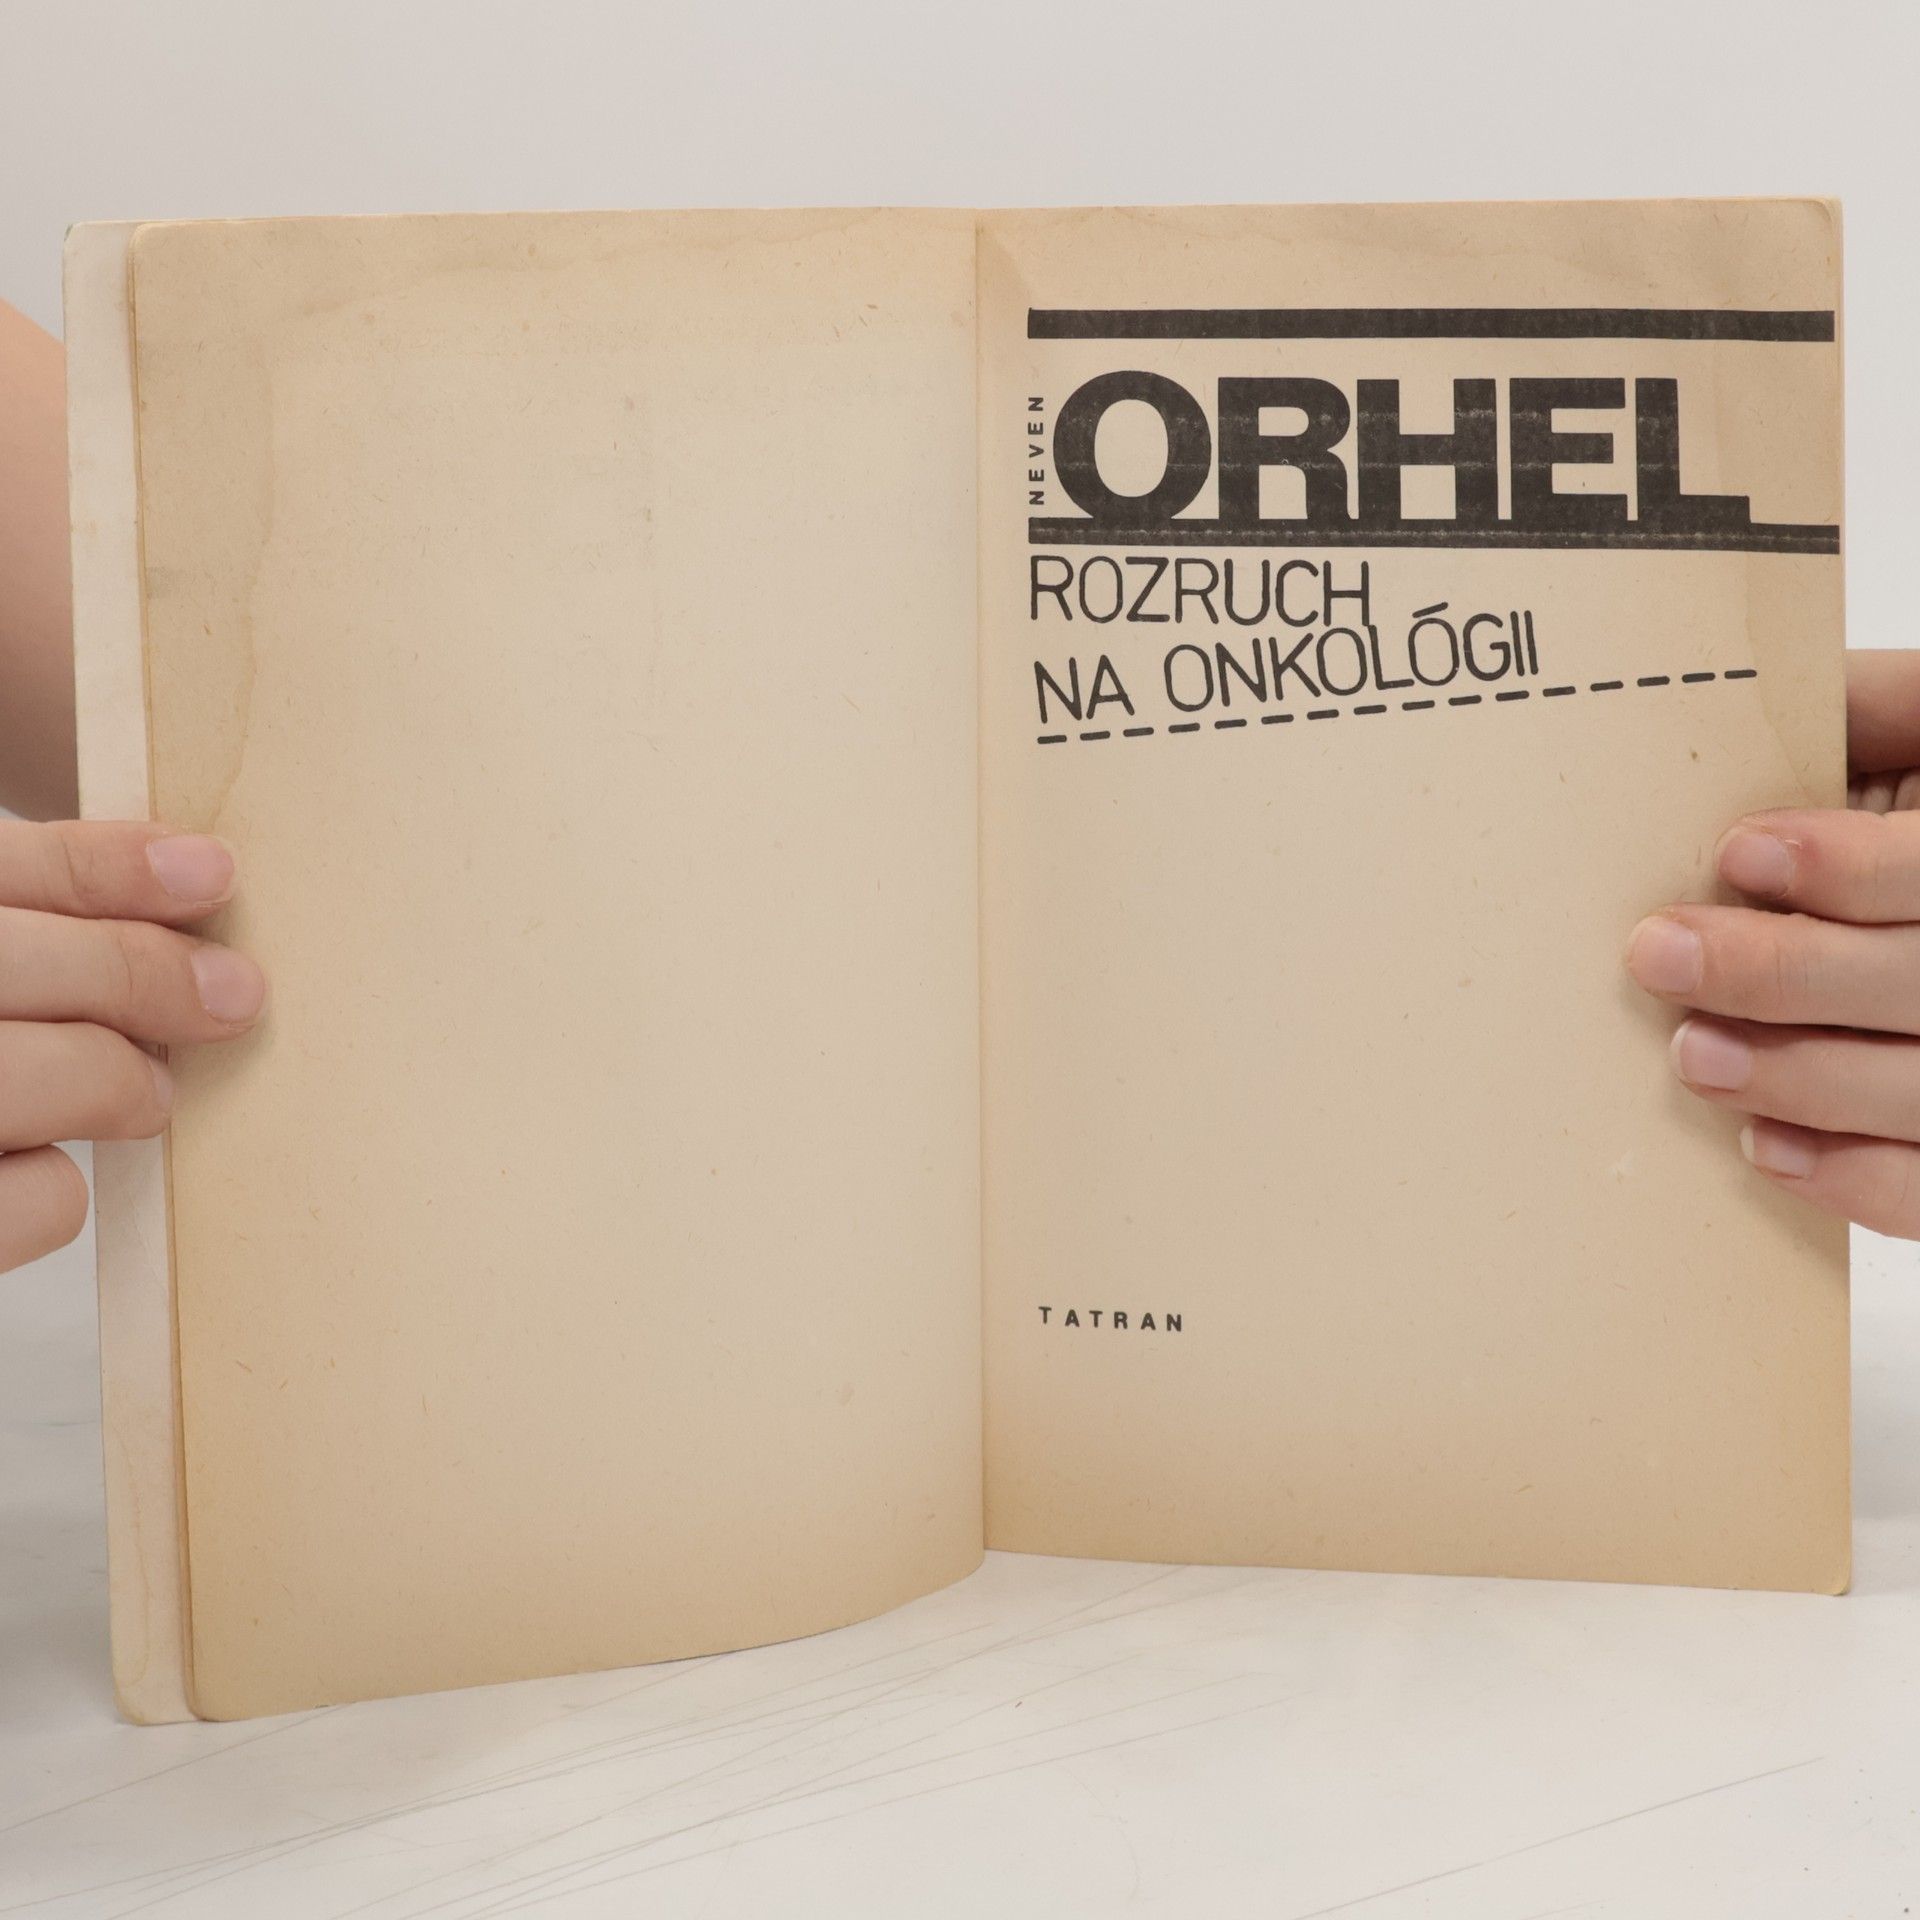 NEVEN
ORHEL
ROZRUCH
NA ONKOLÓGII
TATRAN